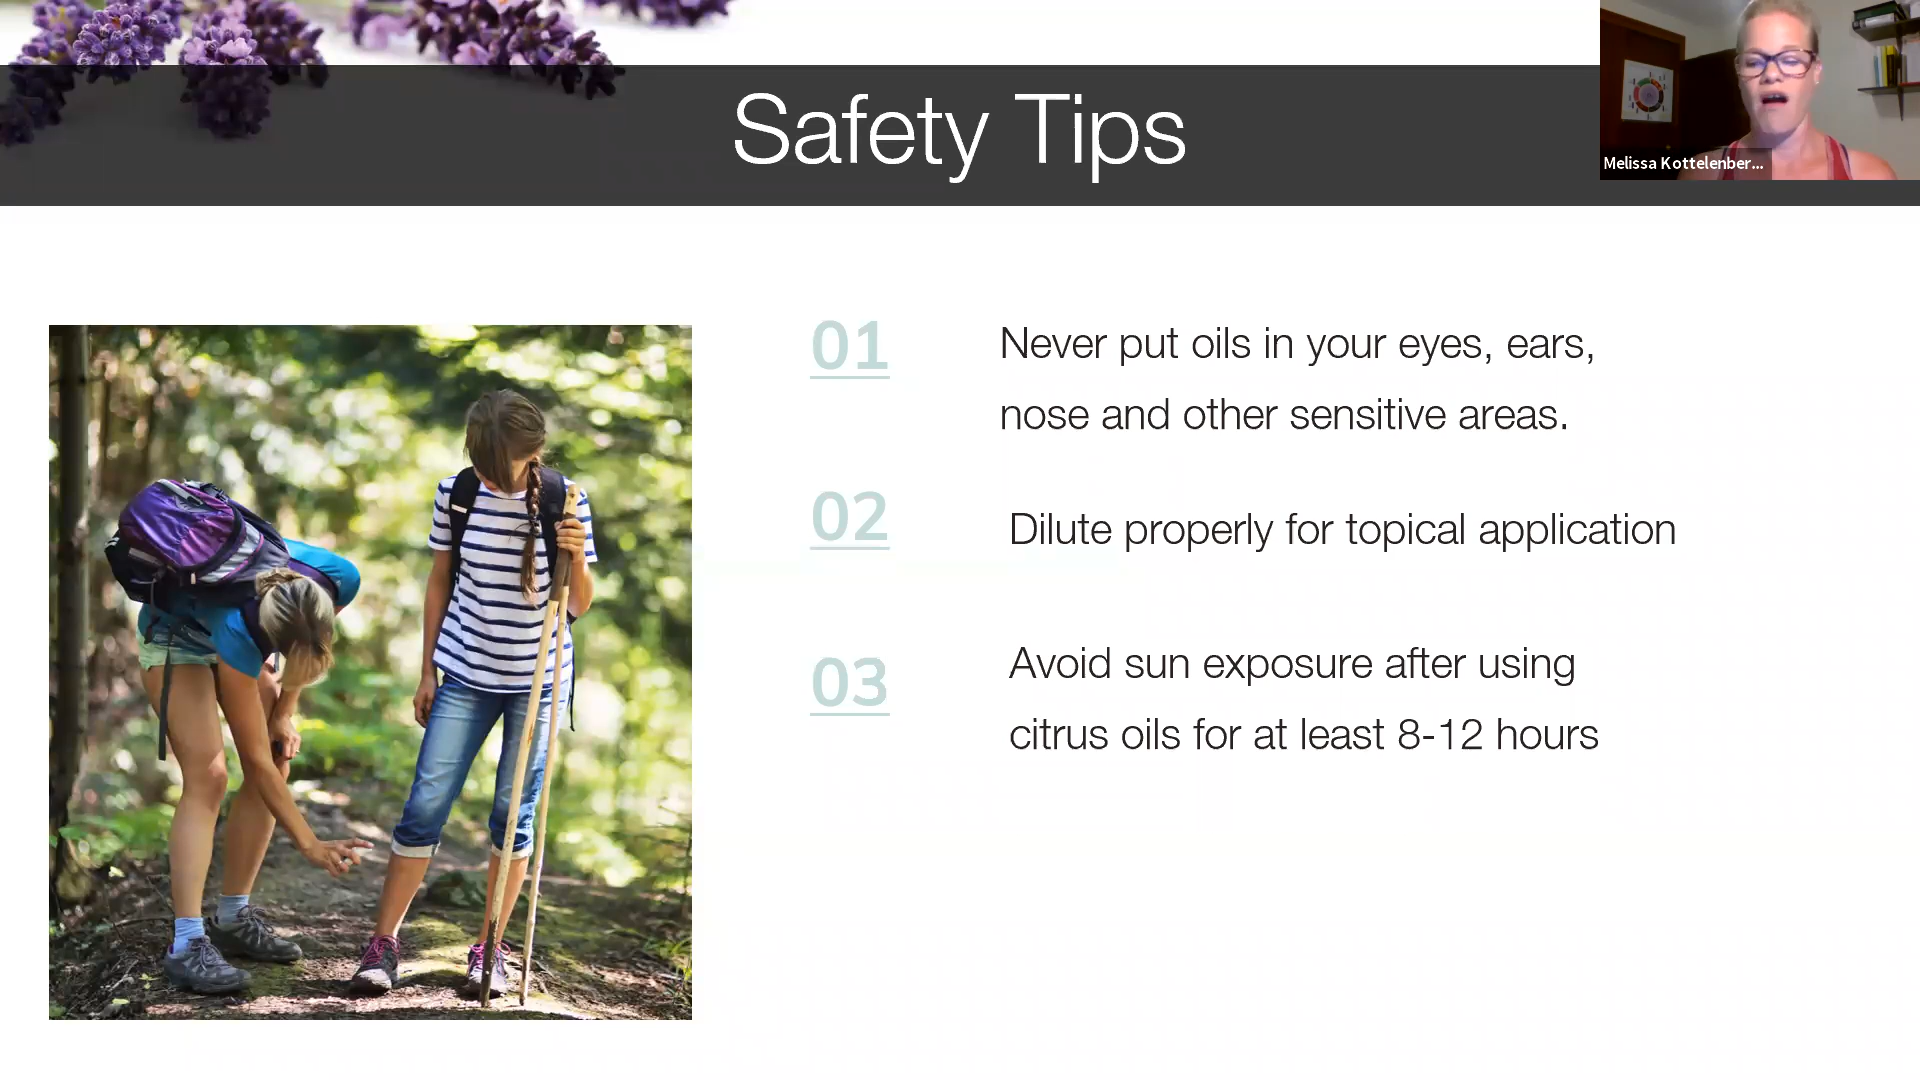 Safety Tips
Melissa Kottelenber...
01
Never put oils in your eyes, ears,
nose and other sensitive areas.
02
Dilute properly for topical application
03
Avoid sun exposure after using
citrus oils for at least 8-12 hours